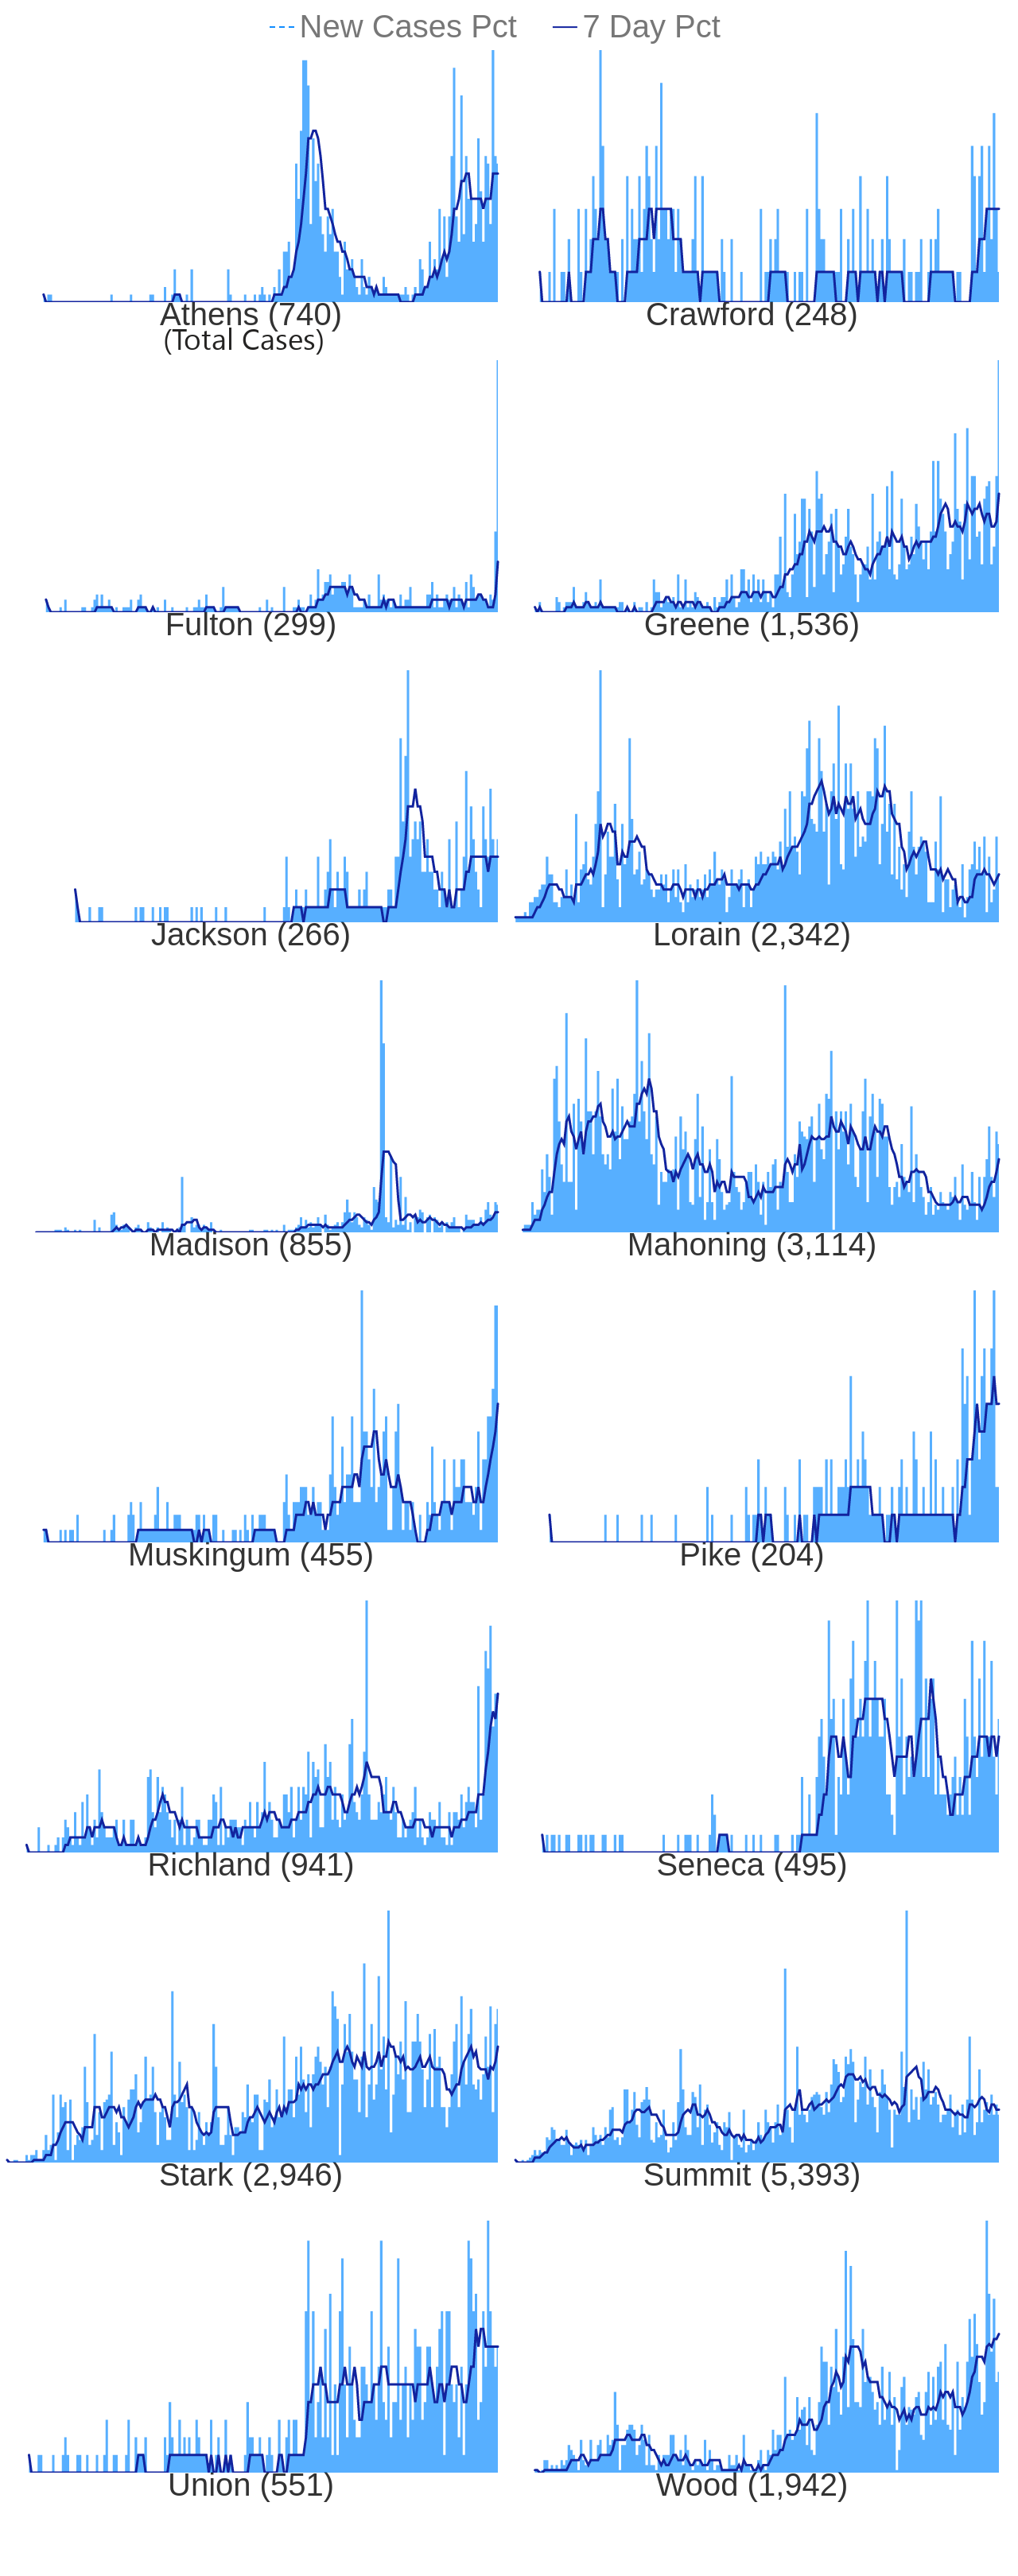 New Cases Pct 7 Day Pct
Athens (740) Crawford (248)
(Total Cases)
Fulton (299) Greene (1,536)
Jackson (266) Lorain (2,342)
Madison (855) Mahoning (3,114)
Muskingum (455) Pike (204)
Richland (941) Seneca (495)
Stark (2,946) Summit (5,393)
Union (551) Wood (1,942)